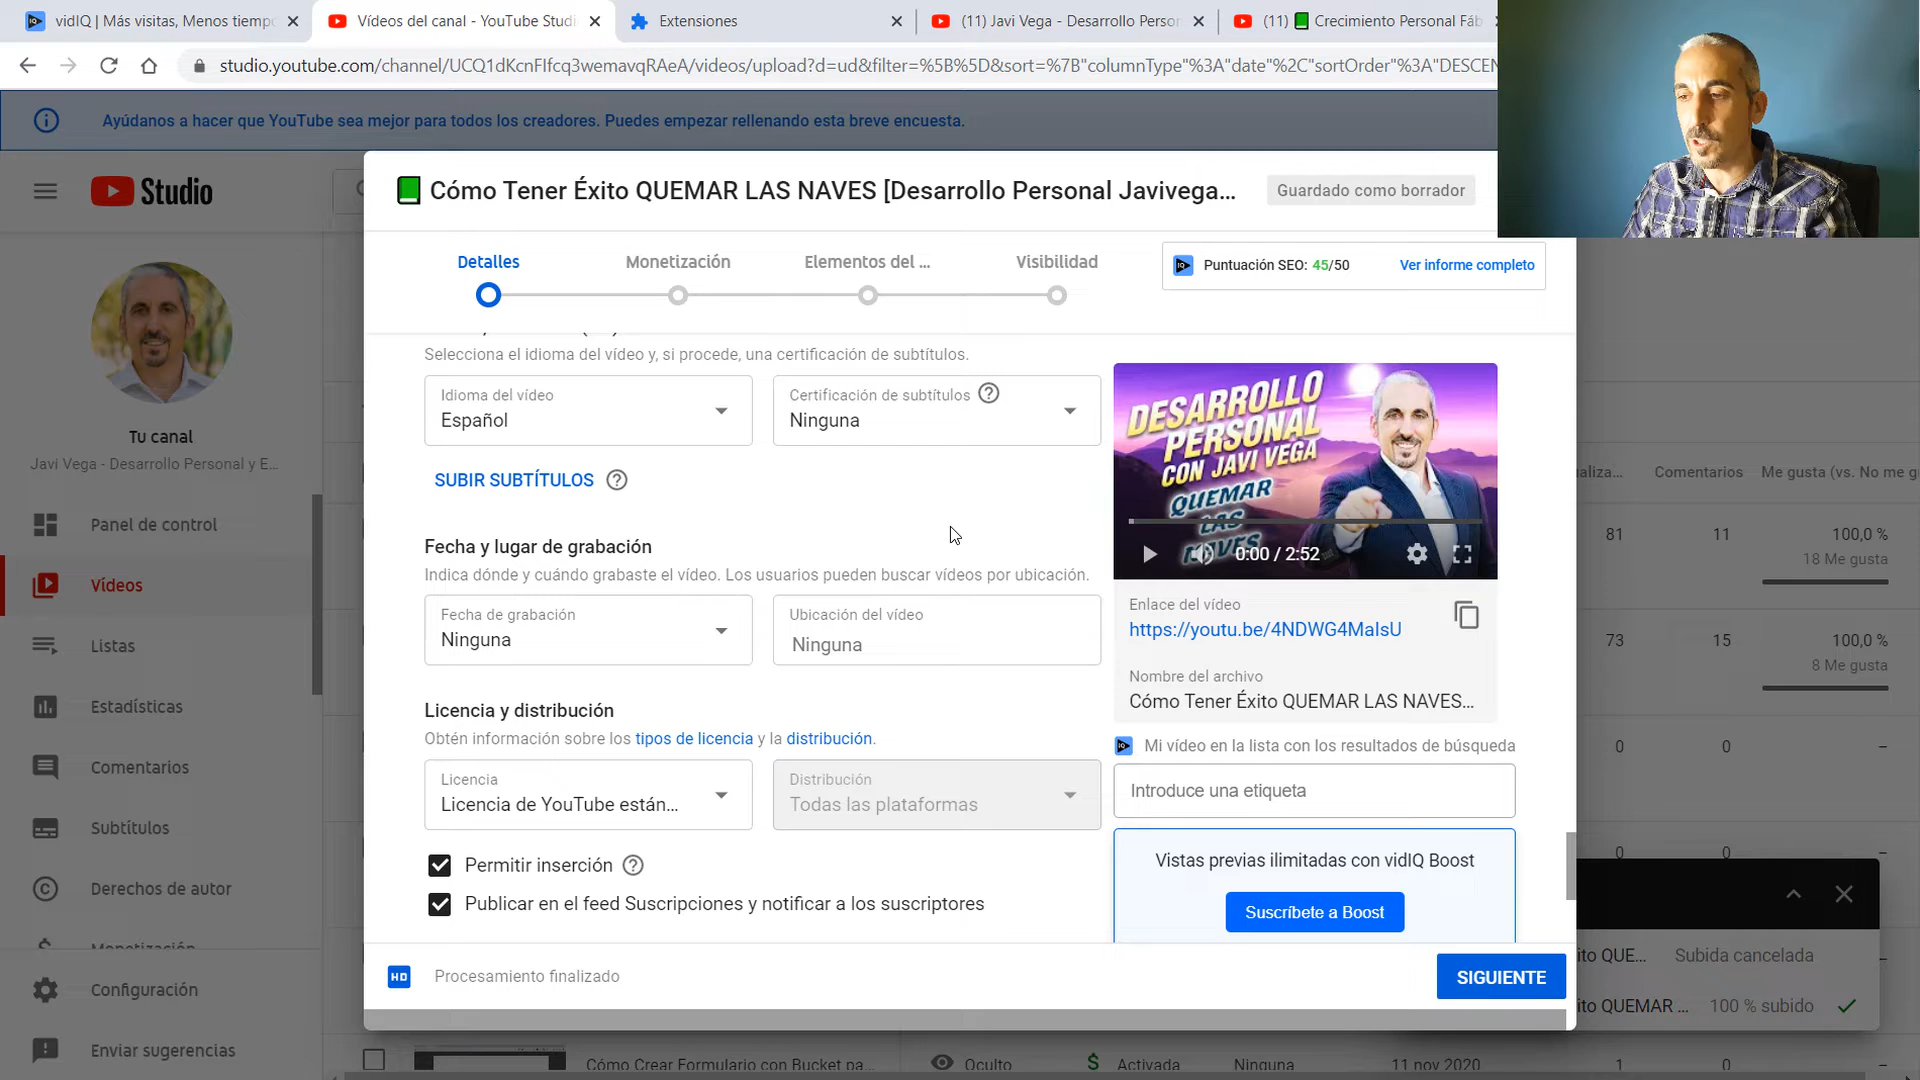 vidIQ | Más visitas, Menos tiempo
Vídeos del canal - YouTube Studi
Extensiones
(11) Javi Vega - Desarrollo Person
(11) Crecimiento Personal Fáb
studio.youtube.com/channel/UCQ1dKcnFIfcq3wemavqRAeA/videos/upload?d=ud&filter=%5B%5D&sort=%7B"columnType"%3A"date"%2C"sortOrder"%3A"DESCEN
Ayúdanos a hacer que YouTube sea mejor para todos los creadores. Puedes empezar rellenando esta breve encuesta.
Studio
Cómo Tener Éxito QUEMAR LAS NAVES [Desarrollo Personal Javivega...
Guardado como borrador
Detalles
Monetización
Elementos del ...
Visibilidad
Puntuación SEO: 45/50
Ver informe completo
Selecciona el idioma del vídeo y, si procede, una certificación de subtítulos.
Idioma del vídeo
Español
Certificación de subtítulos
Ninguna
SUBIR SUBTÍTULOS
Fecha y lugar de grabación
Indica dónde y cuándo grabaste el vídeo. Los usuarios pueden buscar vídeos por ubicación.
Fecha de grabación
Ninguna
Ubicación del vídeo
Ninguna
Licencia y distribución
Obtén información sobre los tipos de licencia y la distribución.
Licencia
Licencia de YouTube están...
Distribución
Todas las plataformas
Permitir inserción
Publicar en el feed Suscripciones y notificar a los suscriptores
DESARROLLO
PERSONAL
CON JAVI VEGA
QUEMAR
LAS
NAVES
0:00 / 2:52
Enlace del vídeo
https://youtu.be/4NDWG4MaIsU
Nombre del archivo
Cómo Tener Éxito QUEMAR LAS NAVES...
Mi vídeo en la lista con los resultados de búsqueda
Introduce una etiqueta
Vistas previas ilimitadas con vidIQ Boost
Suscríbete a Boost
HD
Procesamiento finalizado
SIGUIENTE
Tu canal
Javi Vega - Desarrollo Personal y E...
Panel de control
Vídeos
Listas
Estadísticas
Comentarios
Subtítulos
Derechos de autor
Monetización
Configuración
Enviar sugerencias
ualiza...
Comentarios
Me gusta (vs. No me g
81
11
100,0 %
18 Me gusta
73
15
100,0 %
8 Me gusta
0
0
–
0
0
–
ito QUE...
Subida cancelada
ito QUEMAR ...
100 % subido
Cómo Crear Formulario con Bucket pa...
Oculto
Activada
Ninguna
11 nov 2020
1
0
–